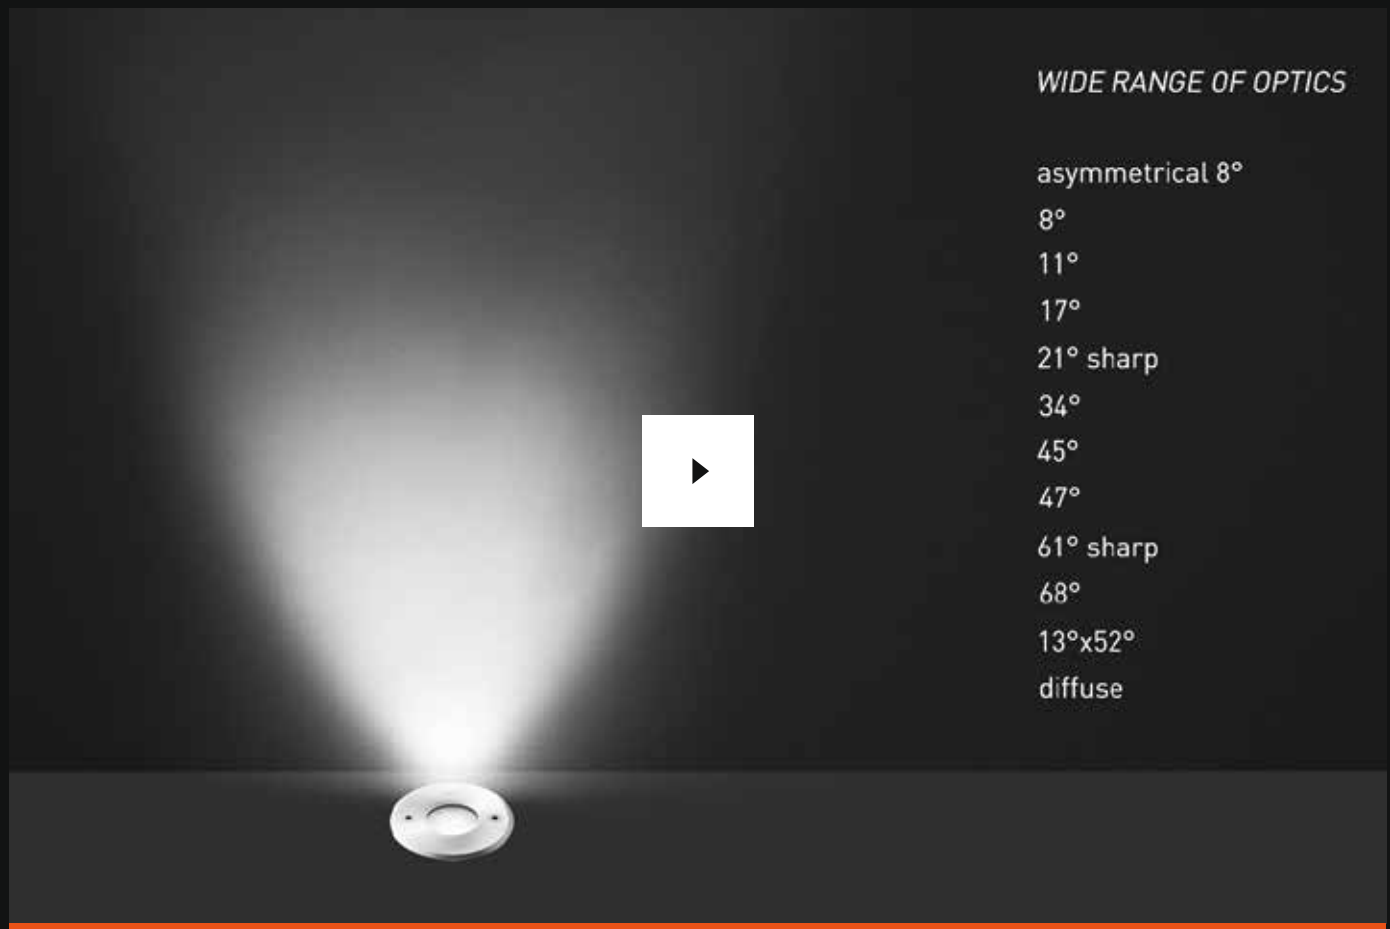 WIDE RANGE OF OPTICS
asymmetrical 8°
8°
11°
17°
21° sharp
34°
45°
47°
61° sharp
68°
13°x52°
diffuse